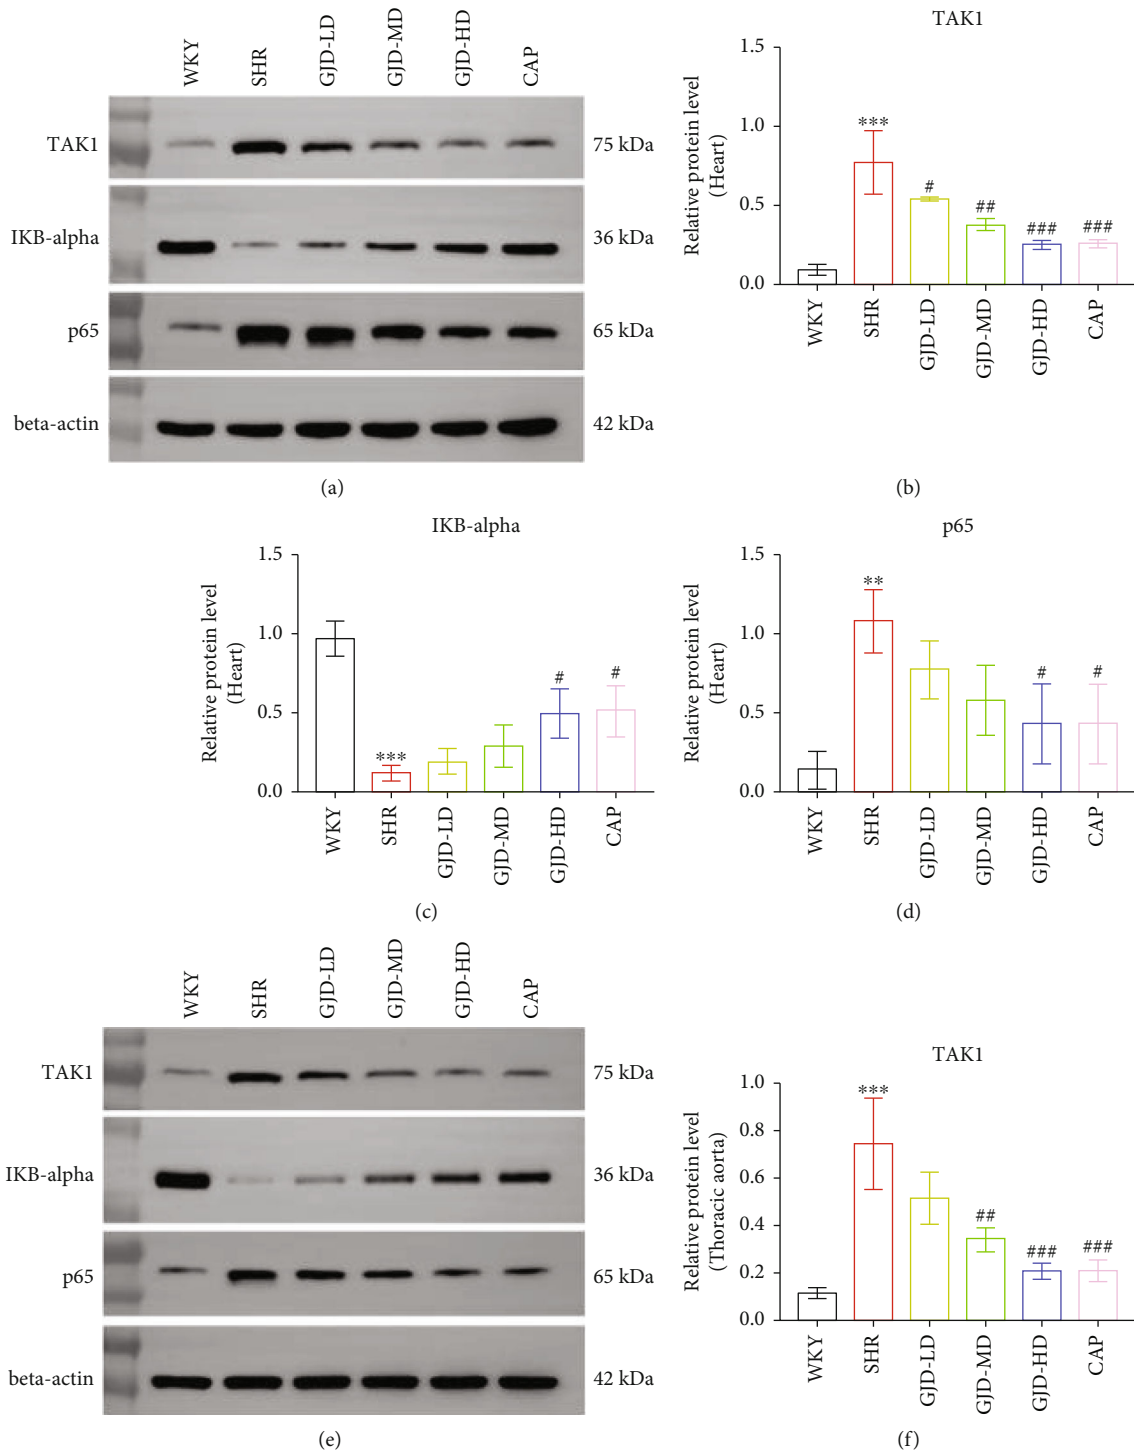 WKY SHR GJD-LD GJD-MD GJD-HD CAP
TAK1 75 kDa
IKB-alpha 36 kDa
p65 65 kDa
beta-actin 42 kDa
(a)
TAK1
Relative protein level
(Heart)
1.5
1.0
0.5
0.0
*** # ## ### ###
WKY SHR GJD-LD GJD-MD GJD-HD CAP
(b)
IKB-alpha
Relative protein level
(Heart)
1.5
1.0
0.5
0.0
*** # #
WKY SHR GJD-LD GJD-MD GJD-HD CAP
(c)
p65
Relative protein level
(Heart)
1.5
1.0
0.5
0.0
** # #
WKY SHR GJD-LD GJD-MD GJD-HD CAP
(d)
WKY SHR GJD-LD GJD-MD GJD-HD CAP
TAK1 75 kDa
IKB-alpha 36 kDa
p65 65 kDa
beta-actin 42 kDa
(e)
TAK1
Relative protein level
(Thoracic aorta)
1.0
0.8
0.6
0.4
0.2
0.0
*** ## ### ###
WKY SHR GJD-LD GJD-MD GJD-HD CAP
(f)